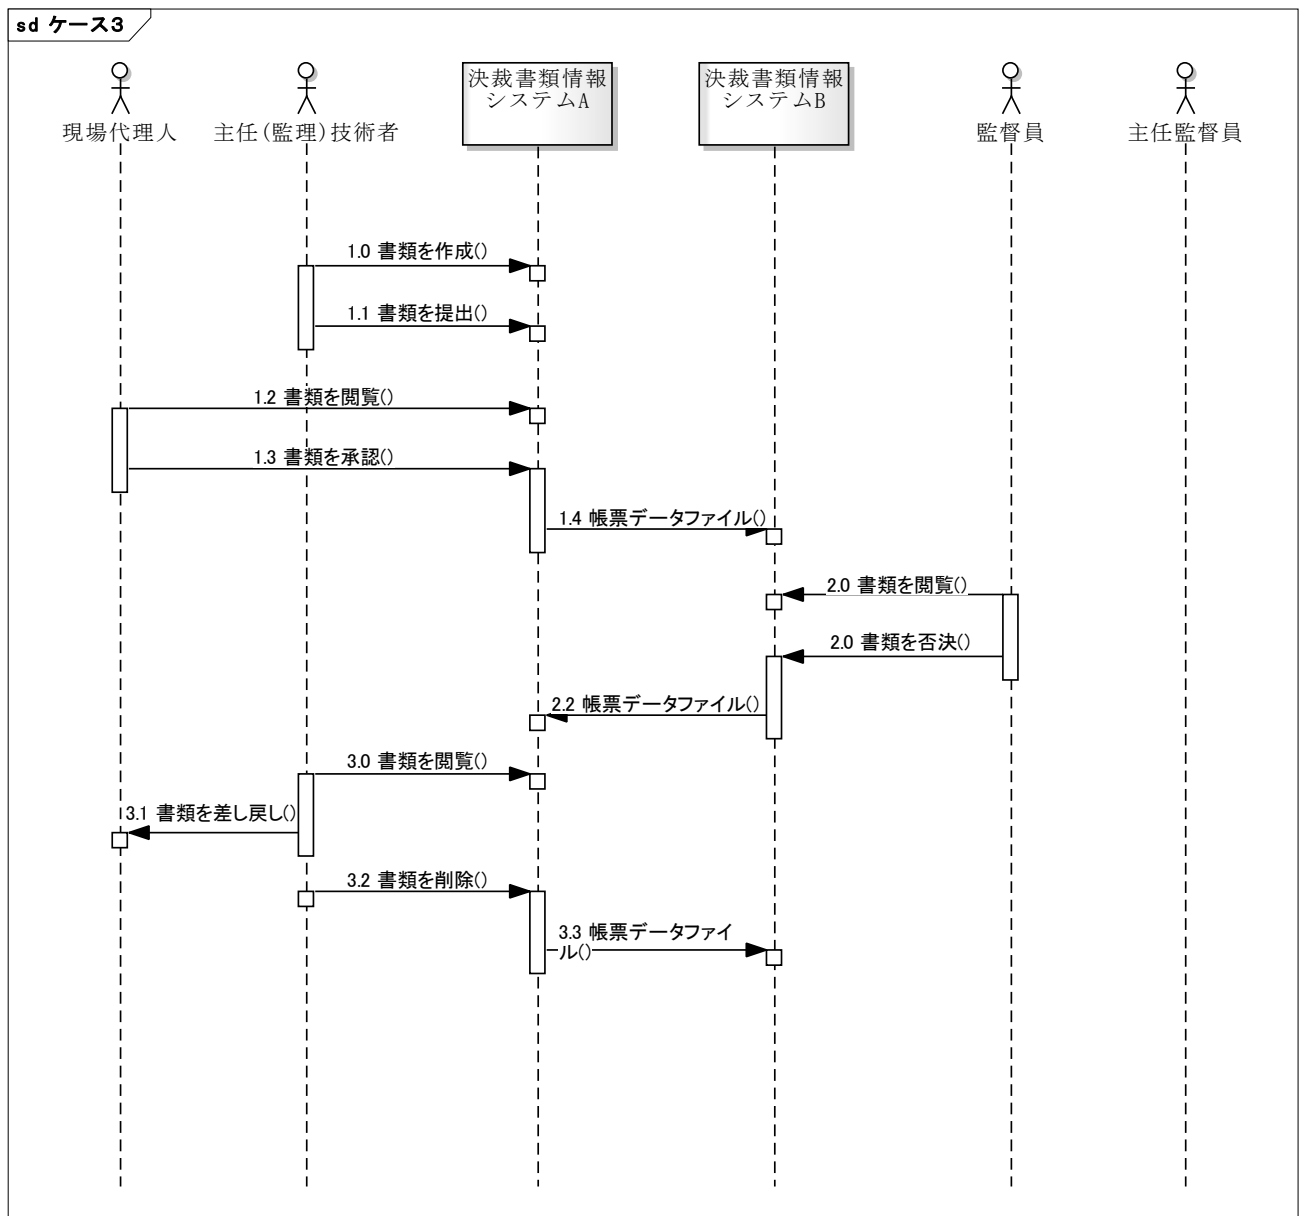 sd ケース3
現場代理人
主任(監理)技術者
決裁書類情報
システムA
決裁書類情報
システムB
監督員
主任監督員
1.0 書類を作成()
1.1 書類を提出()
1.2 書類を閲覧()
1.3 書類を承認()
1.4 帳票データファイル()
2.0 書類を閲覧()
2.0 書類を否決()
2.2 帳票データファイル()
3.0 書類を閲覧()
3.1 書類を差し戻し()
3.2 書類を削除()
3.3 帳票データファイ
ル()